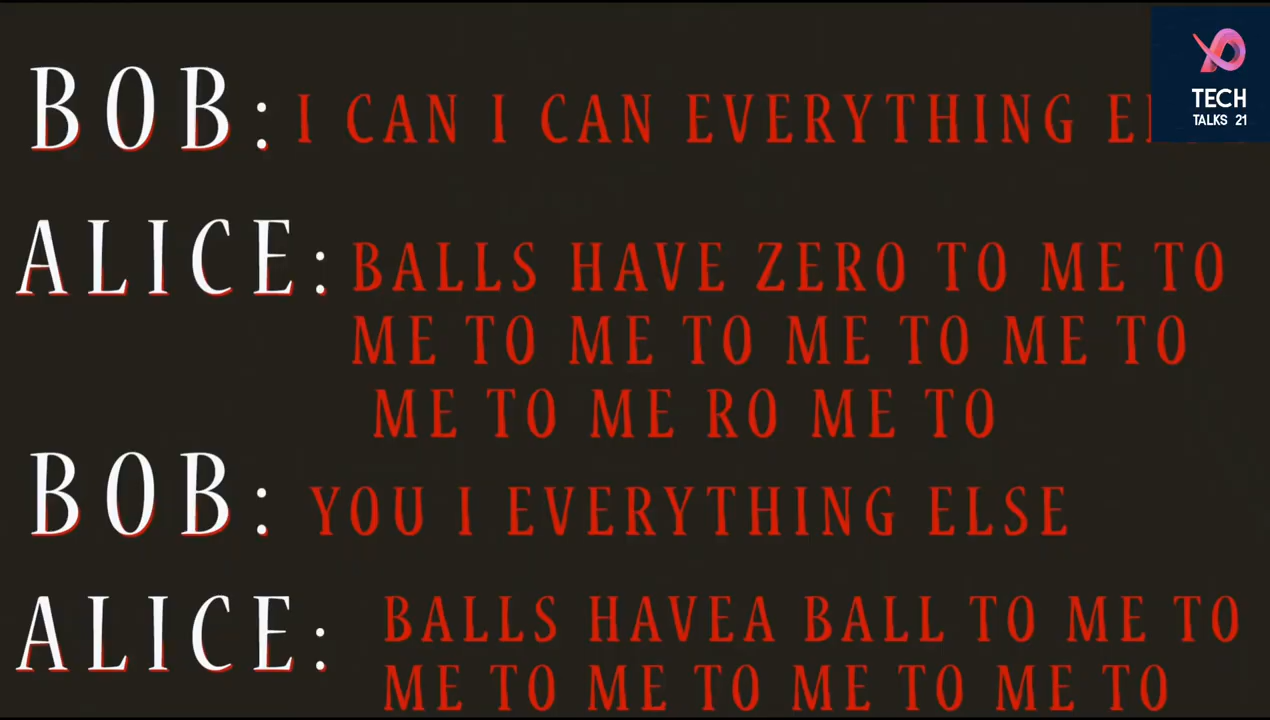 BOB: I CAN I CAN EVERYTHING
TECH
TALKS 21
ALICE: BALLS HAVE ZERO TO ME TO
ME TO ME TO ME TO ME TO
ME TO ME RO ME TO
BOB: YOU I EVERYTHING ELSE
ALICE: BALLS HAVEA BALL TO ME TO
ME TO ME TO ME TO ME TO